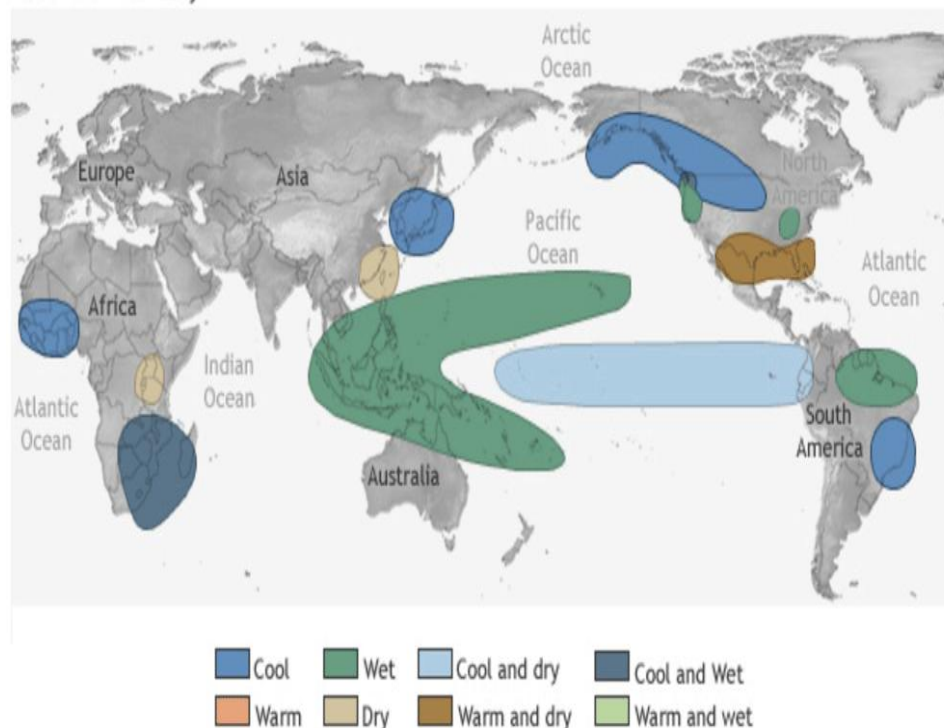 Arctic
Ocean
Europe
Asia
North
America
Pacific
Ocean
Atlantic
Ocean
Africa
Indian
Ocean
Atlantic
Ocean
South
America
Australia
Cool
Wet
Cool and dry
Cool and Wet
Warm
Dry
Warm and dry
Warm and wet